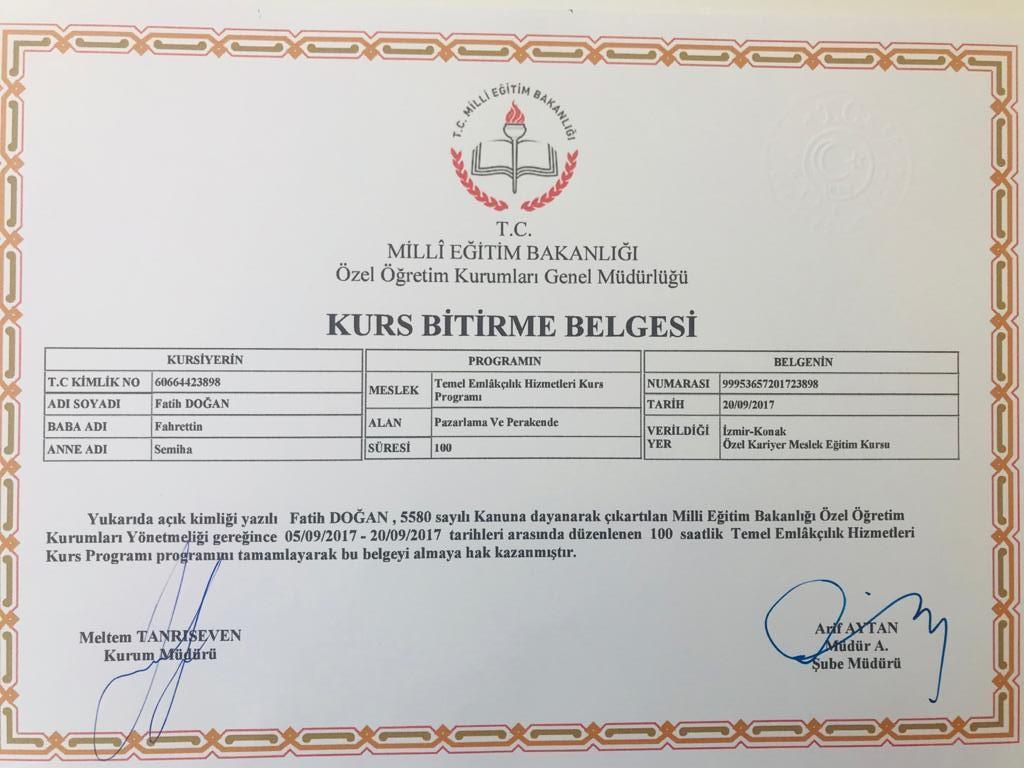 T.C. MİLLİ EĞİTİM BAKANLIĞI
T.C.
MİLLÎ EĞİTİM BAKANLIĞI
Özel Öğretim Kurumları Genel Müdürlüğü
KURS BİTİRME BELGESİ
KURSİYERİN
T.C KİMLİK NO 60664423898
ADI SOYADI Fatih DOĞAN
BABA ADI Fahrettin
ANNE ADI Semiha
PROGRAMIN
MESLEK Temel Emlâkçılık Hizmetleri Kurs
Programı
ALAN Pazarlama Ve Perakende
SÜRESİ 100
BELGENİN
NUMARASI 99953657201723898
TARİH 20/09/2017
VERİLDİĞİ İzmir-Konak
YER Özel Kariyer Meslek Eğitim Kursu
Yukarıda açık kimliği yazılı Fatih DOĞAN , 5580 sayılı Kanuna dayanarak çıkartılan Milli Eğitim Bakanlığı Özel Öğretim
Kurumları Yönetmeliği gereğince 05/09/2017 - 20/09/2017 tarihleri arasında düzenlenen 100 saatlik Temel Emlâkçılık Hizmetleri
Kurs Programı programını tamamlayarak bu belgeyi almaya hak kazanmıştır.
Meltem TANRISEVEN
Kurum Müdürü
Arif AYTAN
Müdür A.
Şube Müdürü